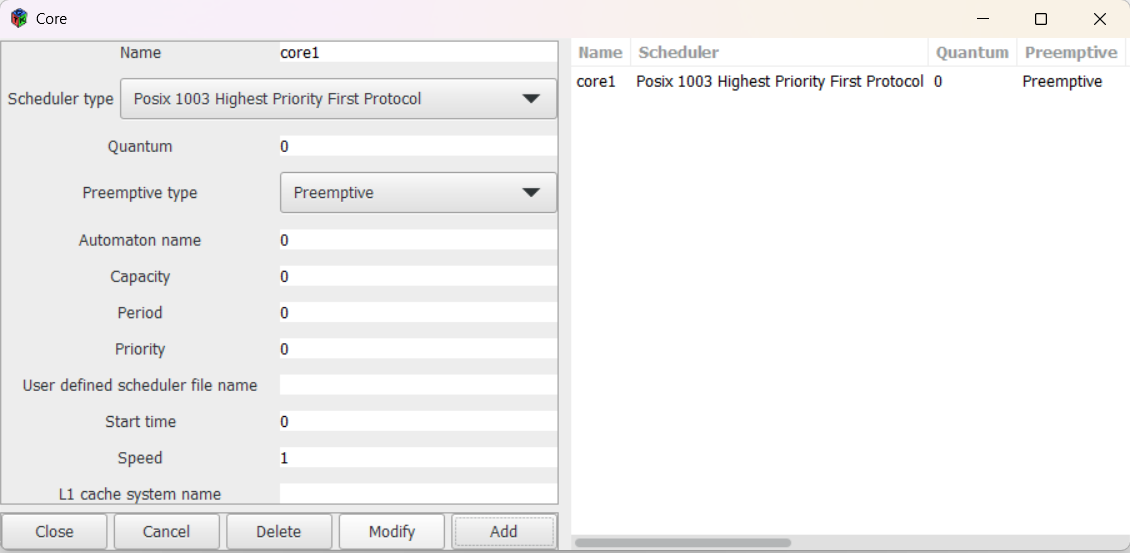 Core
Name core1
Scheduler type Posix 1003 Highest Priority First Protocol
Quantum 0
Preemptive type Preemptive
Automaton name 0
Capacity 0
Period 0
Priority 0
User defined scheduler file name
Start time 0
Speed 1
L1 cache system name
Close Cancel Delete Modify Add
Name Scheduler Quantum Preemptive
core1 Posix 1003 Highest Priority First Protocol 0 Preemptive